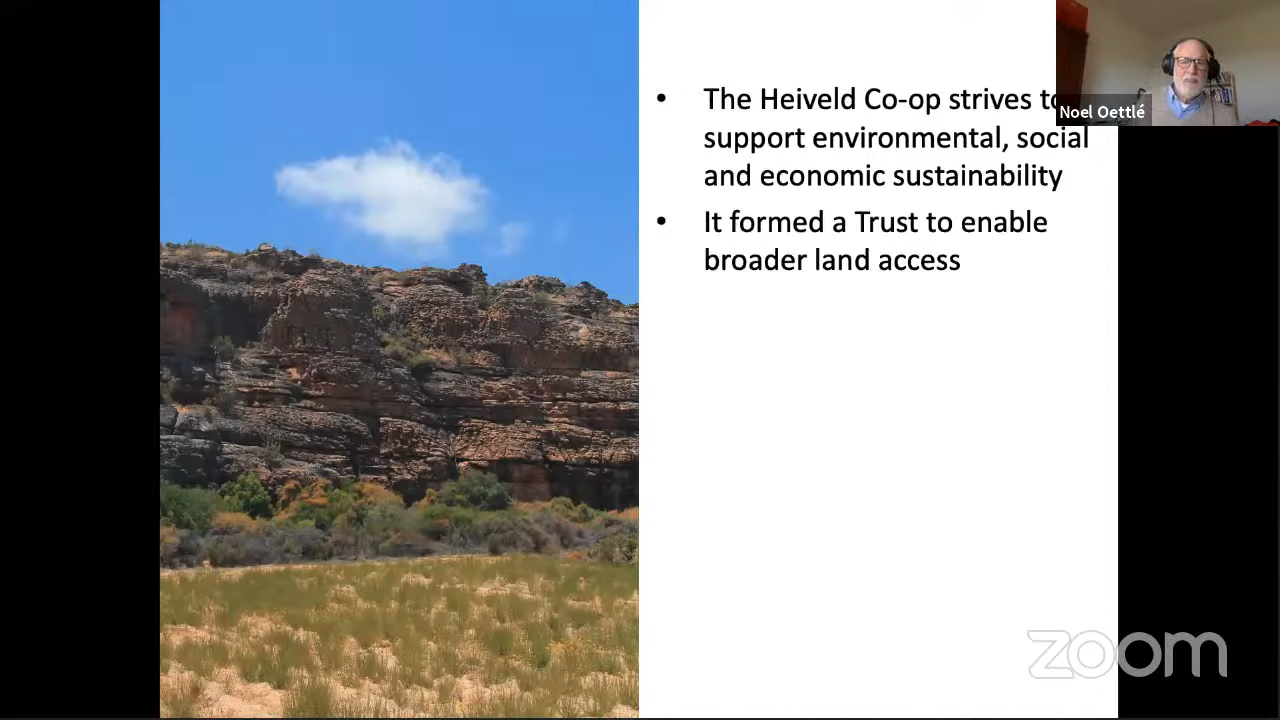 • The Heiveld Co-op strives to
support environmental, social
and economic sustainability
• It formed a Trust to enable
broader land access
Noel Oettlé
zoom